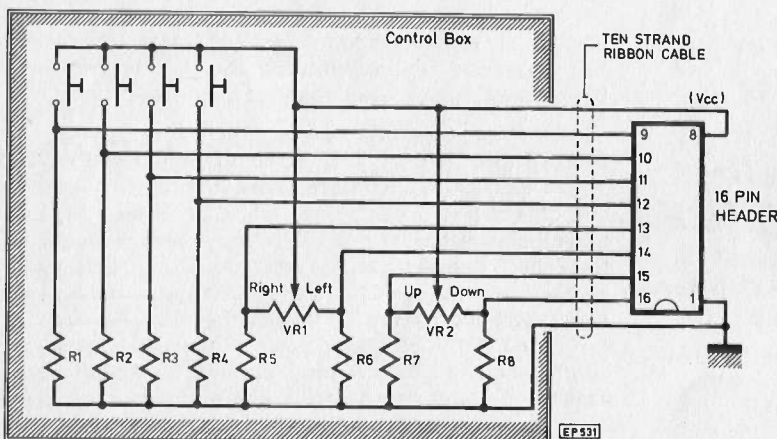 Control Box
TEN STRAND
RIBBON CABLE
(Vcc)
9 8
10
11
12
13
14
15
16 1
16 PIN
HEADER
Right Left
VR1
Up Down
VR2
R1 R2 R3 R4 R5 R6 R7 R8
EP531